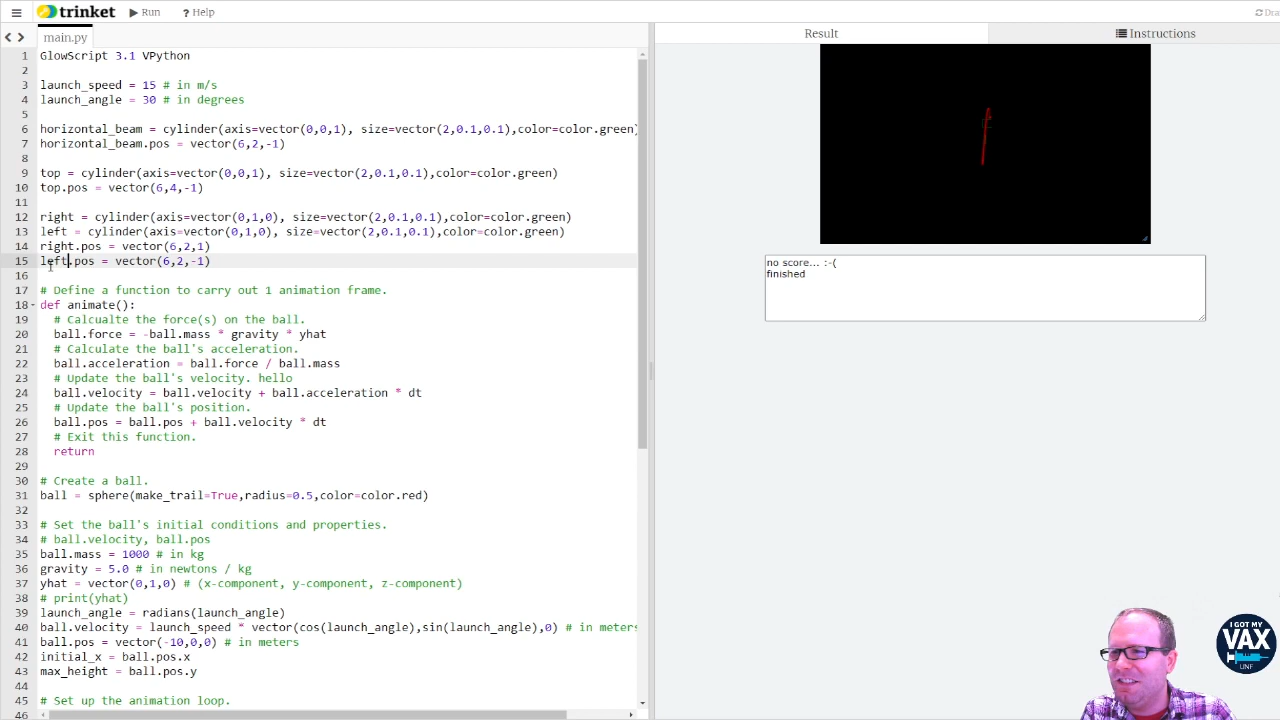 trinket Run Help Dra
main.py Result Instructions
1 GlowScript 3.1 VPython
2
3 launch_speed = 15 # in m/s
4 launch_angle = 30 # in degrees
5
6 horizontal_beam = cylinder(axis=vector(0,0,1), size=vector(2,0.1,0.1),color=color.green)
7 horizontal_beam.pos = vector(6,2,-1)
8
9 top = cylinder(axis=vector(0,0,1), size=vector(2,0.1,0.1),color=color.green)
10 top.pos = vector(6,4,-1)
11
12 right = cylinder(axis=vector(0,1,0), size=vector(2,0.1,0.1),color=color.green)
13 left = cylinder(axis=vector(0,1,0), size=vector(2,0.1,0.1),color=color.green)
14 right.pos = vector(6,2,1)
15 left.pos = vector(6,2,-1)
16
17 # Define a function to carry out 1 animation frame.
18 def animate():
19 # Calcualte the force(s) on the ball.
20 ball.force = -ball.mass * gravity * yhat
21 # Calculate the ball's acceleration.
22 ball.acceleration = ball.force / ball.mass
23 # Update the ball's velocity. hello
24 ball.velocity = ball.velocity + ball.acceleration * dt
25 # Update the ball's position.
26 ball.pos = ball.pos + ball.velocity * dt
27 # Exit this function.
28 return
29
30 # Create a ball.
31 ball = sphere(make_trail=True,radius=0.5,color=color.red)
32
33 # Set the ball's initial conditions and properties.
34 # ball.velocity, ball.pos
35 ball.mass = 1000 # in kg
36 gravity = 5.0 # in newtons / kg
37 yhat = vector(0,1,0) # (x-component, y-component, z-component)
38 # print(yhat)
39 launch_angle = radians(launch_angle)
40 ball.velocity = launch_speed * vector(cos(launch_angle),sin(launch_angle),0) # in meters
41 ball.pos = vector(-10,0,0) # in meters
42 initial_x = ball.pos.x
43 max_height = ball.pos.y
44
45 # Set up the animation loop.
46
no score... :-(
finished
I GOT MY
VAX
UNF